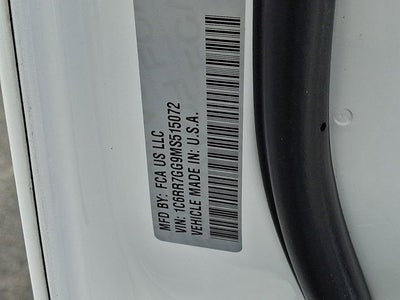 MFD BY: FCA US LLC
VIN: 1C6RR7GG9MS515072
VEHICLE MADE IN: U.S.A.